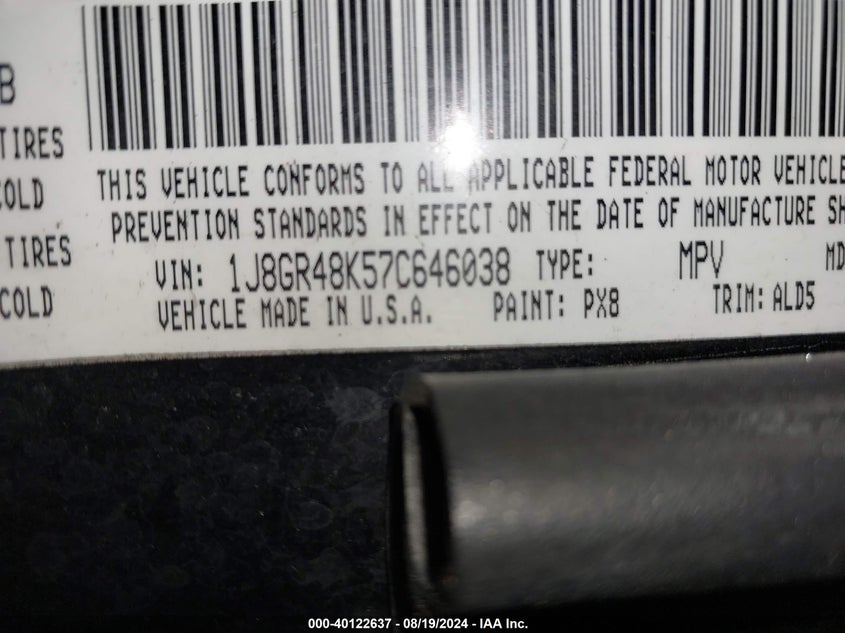 B
TIRES
COLD
TIRES
COLD
THIS VEHICLE CONFORMS TO ALL APPLICABLE FEDERAL MOTOR VEHICLE
PREVENTION STANDARDS IN EFFECT ON THE DATE OF MANUFACTURE SH
VIN: 1J8GR48K57C646038 TYPE: MPV MD
VEHICLE MADE IN U.S.A. PAINT: PX8 TRIM: ALD5
000-40122637 - 08/19/2024 - IAA Inc.